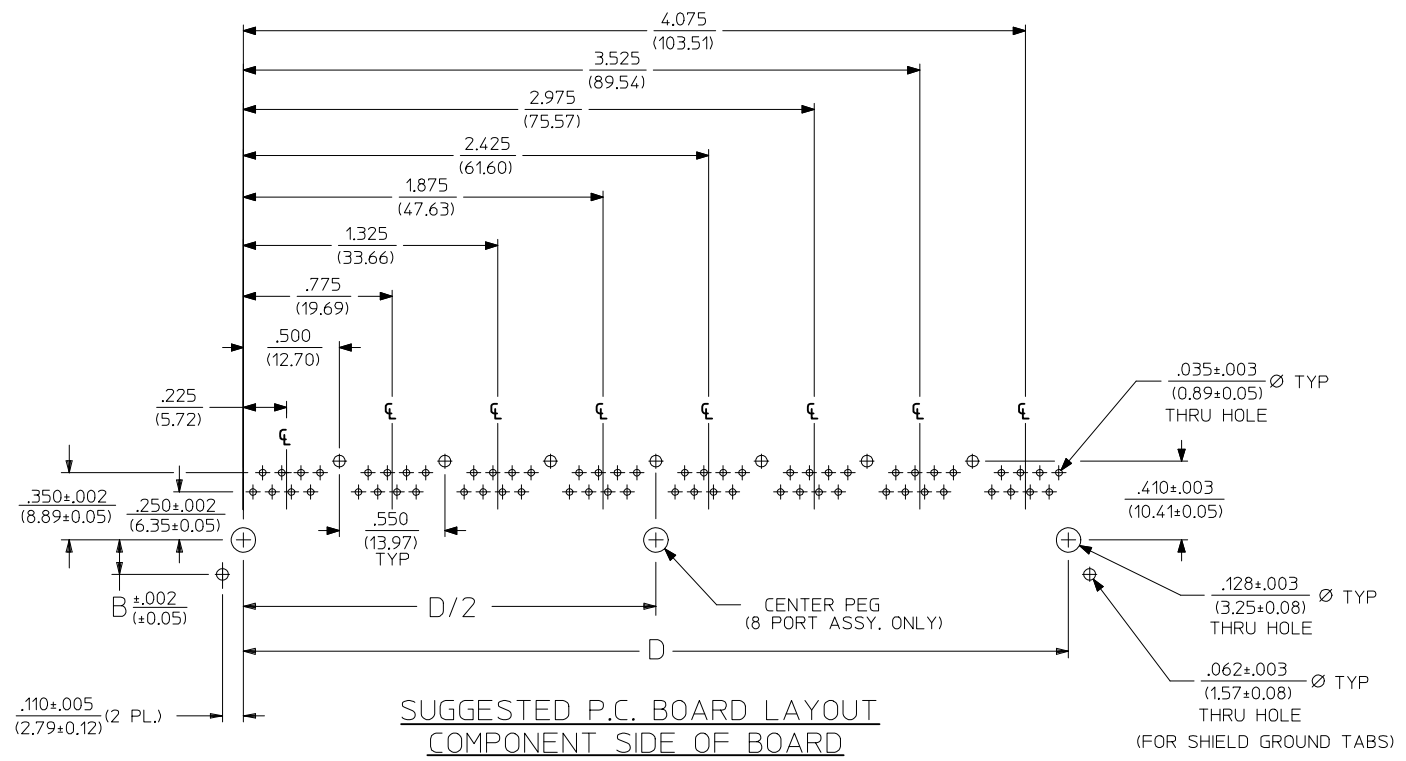 4.075
(103.51)
3.525
(89.54)
2.975
(75.57)
2.425
(61.60)
1.875
(47.63)
1.325
(33.66)
.775
(19.69)
.500
(12.70)
.225
(5.72)
℄ ℄ ℄ ℄ ℄ ℄ ℄
℄
.035±.003
(0.89±0.05) Ø TYP
THRU HOLE
.350±.002
(8.89±0.05)
.250±.002
(6.35±0.05)
.550
(13.97)
TYP
.410±.003
(10.41±0.05)
B ±.002
(±0.05)
D/2
CENTER PEG
(8 PORT ASSY. ONLY)
.128±.003
(3.25±0.08) Ø TYP
THRU HOLE
D
.062±.003
(1.57±0.08) Ø TYP
THRU HOLE
(FOR SHIELD GROUND TABS)
.110±.005
(2.79±0.12) (2 PL.)
SUGGESTED P.C. BOARD LAYOUT
COMPONENT SIDE OF BOARD